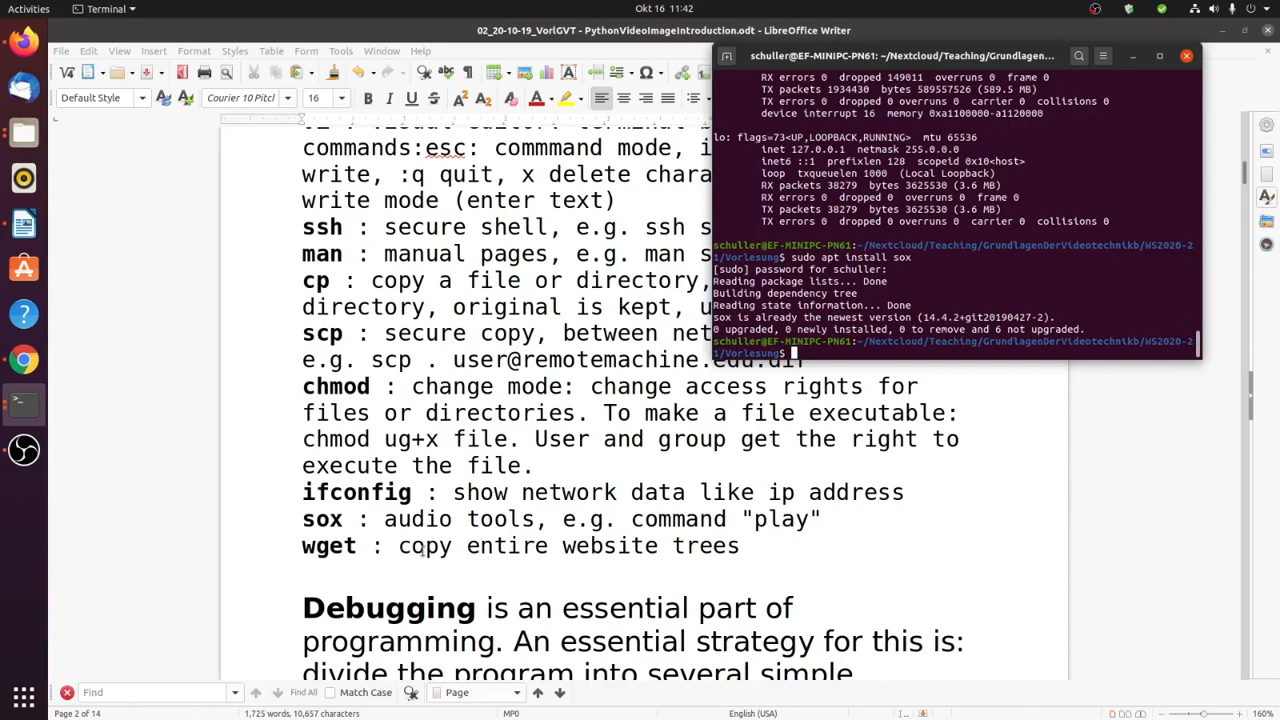 Activities
Terminal
Okt 16 11:42
02_20-10-19_VorlGVT - PythonVideoImageIntroduction.odt - LibreOffice Writer
File Edit View Insert Format Styles Table Form Tools Window Help
Default Style
Courier 10 Pitch
16
commands:esc: commmand mode, i
write, :q quit, x delete chara
write mode (enter text)
ssh : secure shell, e.g. ssh s
man : manual pages, e.g. man s
cp : copy a file or directory,
directory, original is kept, u
scp : secure copy, between net
e.g. scp . user@remotemachine.edu:dir
chmod : change mode: change access rights for
files or directories. To make a file executable:
chmod ug+x file. User and group get the right to
execute the file.
ifconfig : show network data like ip address
sox : audio tools, e.g. command "play"
wget : copy entire website trees
Debugging is an essential part of
programming. An essential strategy for this is:
divide the program into several simple
schuller@EF-MINIPC-PN61: ~/Nextcloud/Teaching/Grundlagen...
RX errors 0 dropped 149011 overruns 0 frame 0
TX packets 1934430 bytes 589557526 (589.5 MB)
TX errors 0 dropped 0 overruns 0 carrier 0 collisions 0
device interrupt 16 memory 0xa1100000-a1120000
lo: flags=73<UP,LOOPBACK,RUNNING> mtu 65536
inet 127.0.0.1 netmask 255.0.0.0
inet6 ::1 prefixlen 128 scopeid 0x10<host>
loop txqueuelen 1000 (Local Loopback)
RX packets 38279 bytes 3625530 (3.6 MB)
RX errors 0 dropped 0 overruns 0 frame 0
TX packets 38279 bytes 3625530 (3.6 MB)
TX errors 0 dropped 0 overruns 0 carrier 0 collisions 0
schuller@EF-MINIPC-PN61:~/Nextcloud/Teaching/GrundlagenDerVideotechnikb/WS2020-2
1/Vorlesung$ sudo apt install sox
[sudo] password for schuller:
Reading package lists... Done
Building dependency tree
Reading state information... Done
sox is already the newest version (14.4.2+git20190427-2).
0 upgraded, 0 newly installed, 0 to remove and 6 not upgraded.
schuller@EF-MINIPC-PN61:~/Nextcloud/Teaching/GrundlagenDerVideotechnikb/WS2020-2
1/Vorlesung$
Find
Find All
Match Case
Page
Page 2 of 14
1,725 words, 10,657 characters
MP0
English (USA)
160%